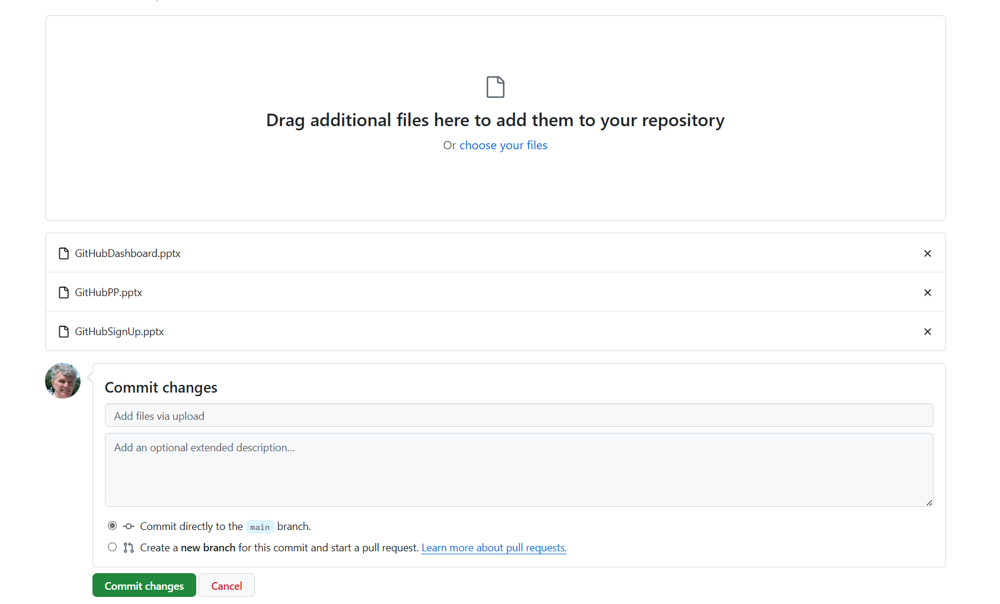 Drag additional files here to add them to your repository
Or choose your files
GitHubDashboard.pptx
GitHubPP.pptx
GitHubSignUp.pptx
Commit changes
Add files via upload
Add an optional extended description...
Commit directly to the main branch.
Create a new branch for this commit and start a pull request. Learn more about pull requests.
Commit changes Cancel